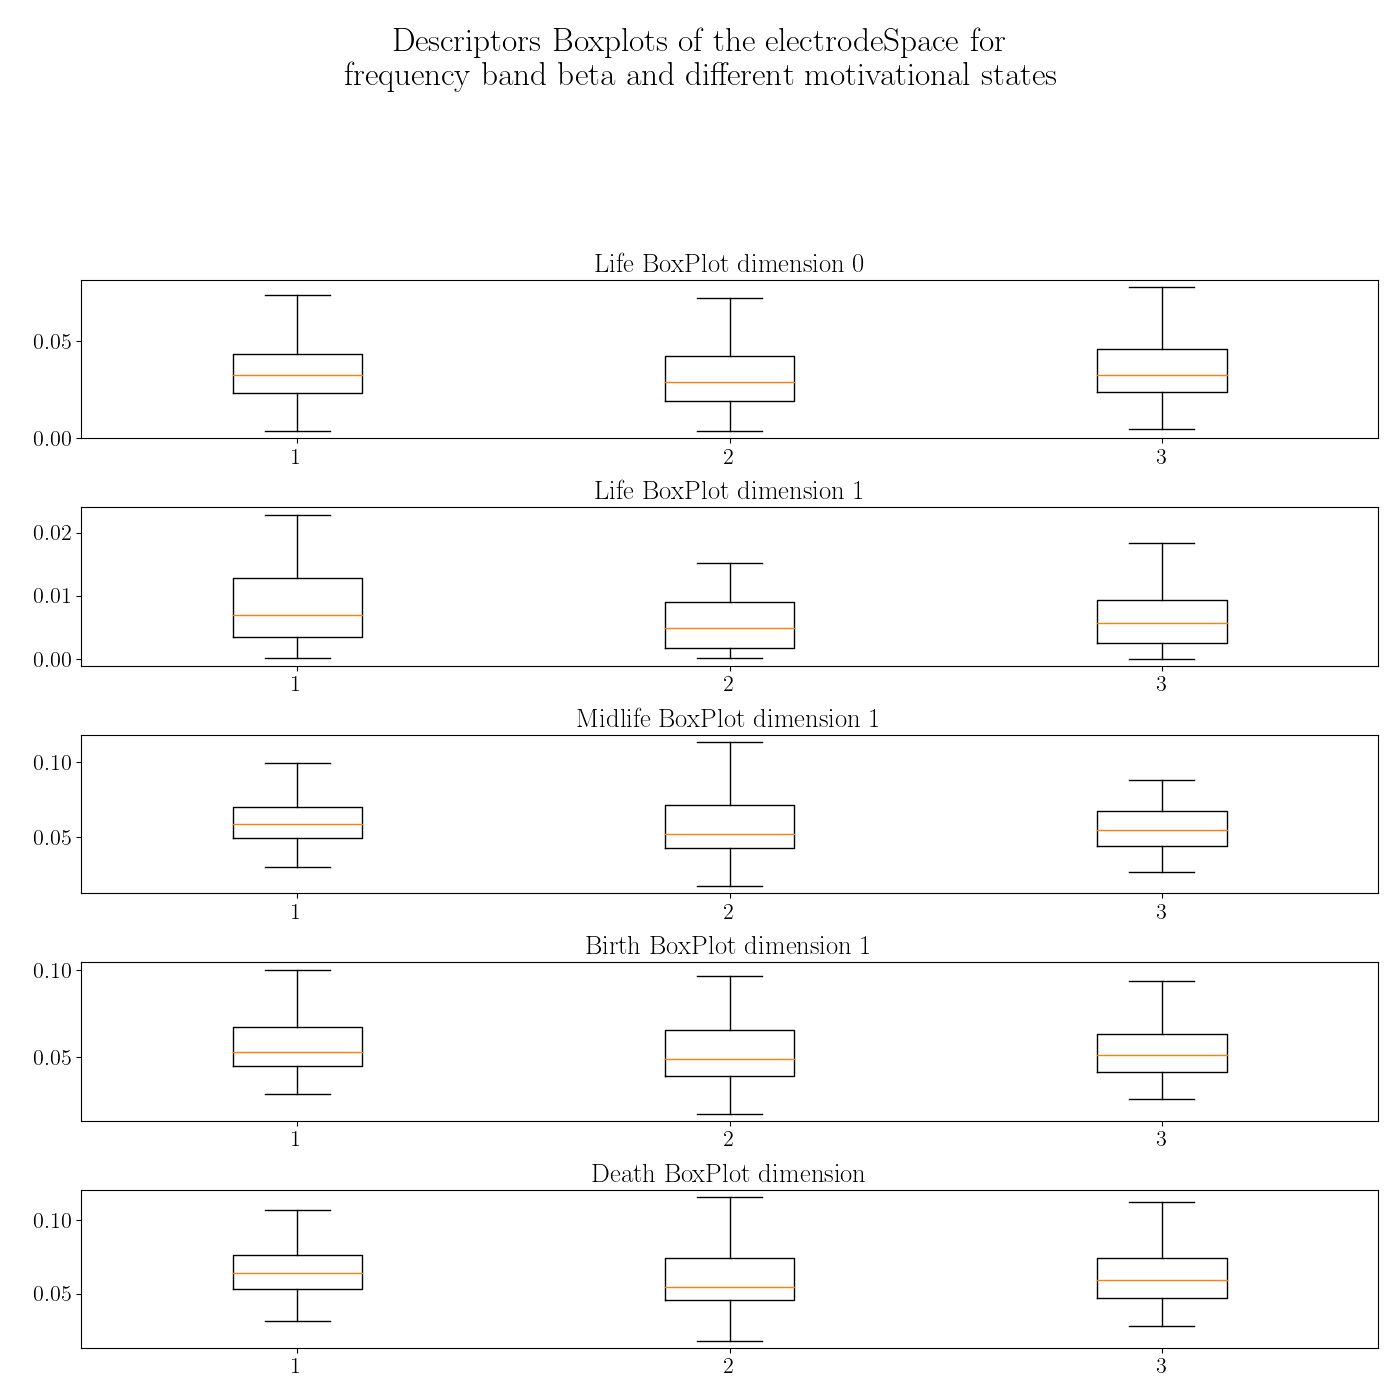 Descriptors Boxplots of the electrodeSpace for
frequency band beta and different motivational states
Life BoxPlot dimension 0
0.05
0.00
1 2 3
Life BoxPlot dimension 1
0.02
0.01
0.00
1 2 3
Midlife BoxPlot dimension 1
0.10
0.05
1 2 3
Birth BoxPlot dimension 1
0.10
0.05
1 2 3
Death BoxPlot dimension
0.10
0.05
1 2 3